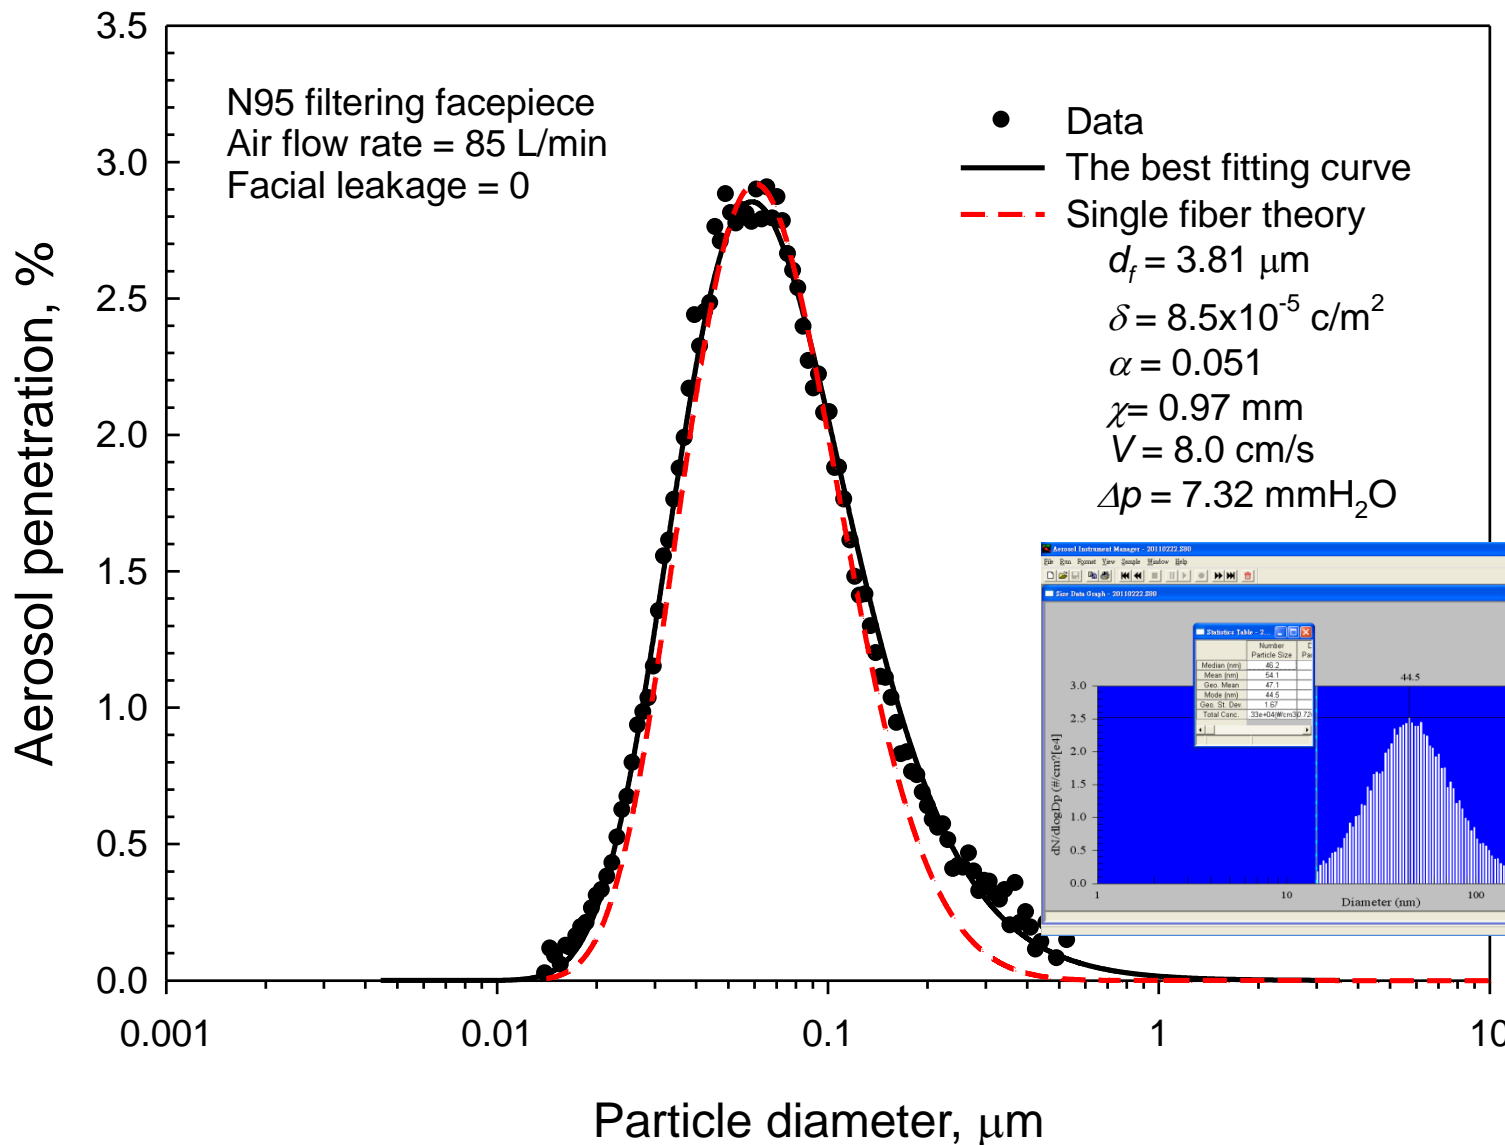 3.5
3.0
2.5
2.0
1.5
1.0
0.5
0.0
Aerosol penetration, %
N95 filtering facepiece
Air flow rate = 85 L/min
Facial leakage = 0
Data
The best fitting curve
Single fiber theory
d_f = 3.81 μm
δ = 8.5x10⁻⁵ c/m²
α = 0.051
χ= 0.97 mm
V = 8.0 cm/s
Δp = 7.32 mmH₂O
Aerosol Instrument Manager - 20110222.S80
File Run Format View Sample Window Help
Size Data Graph - 20110222.S80
Statistics Table - 2...
Number
Particle Size
Median (nm) 46.2
Mean (nm) 54.1
Geo. Mean 47.1
Mode (nm) 44.5
Geo. St. Dev. 1.67
Total Conc. .33e+04(#/cm3)
44.5
3.0
2.5
2.0
1.5
1.0
0.5
0.0
dN/dlogDp (#/cm?[e4]
1 10 100
Diameter (nm)
0.001 0.01 0.1 1 10
Particle diameter, μm